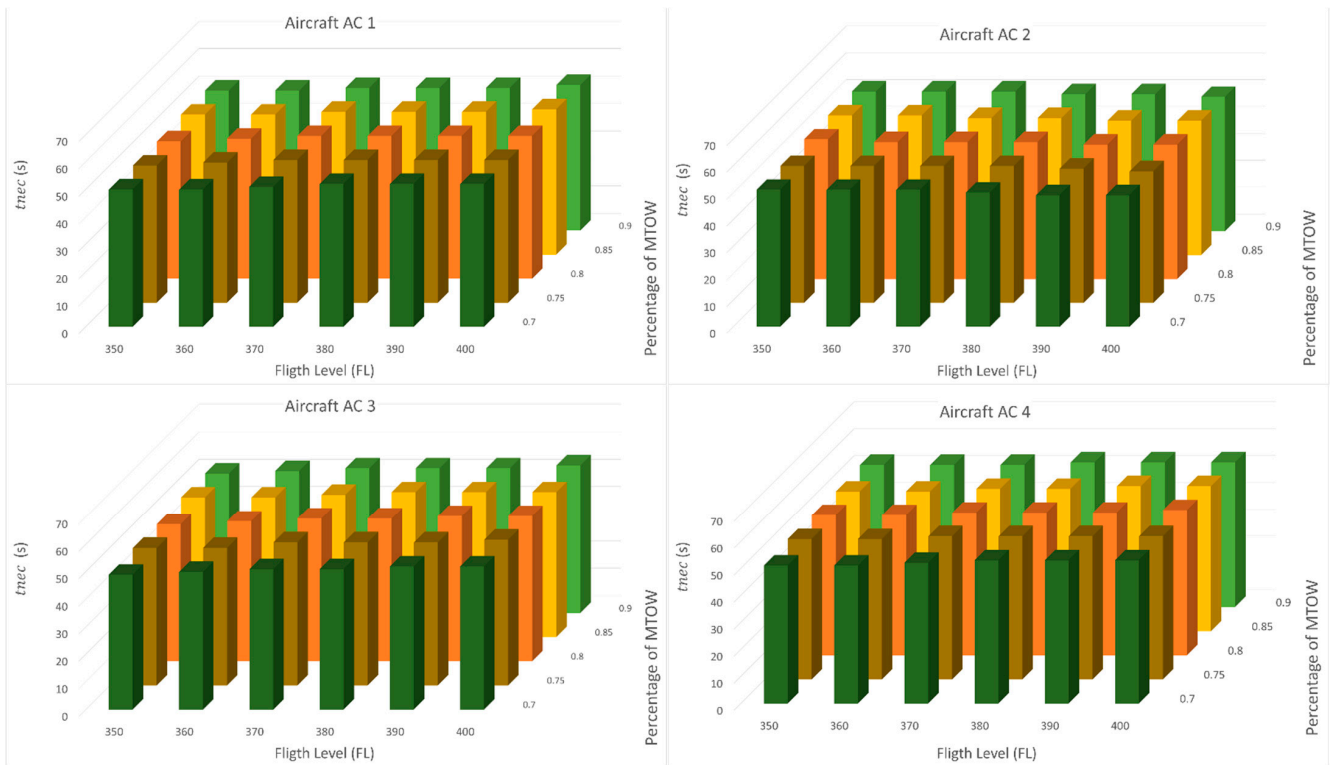 Aircraft AC 1
70
60
50
40
30
20
10
0
tnec (s)
350 360 370 380 390 400
Fligth Level (FL)
0.7
0.75
0.8
0.85
0.9
Percentage of MTOW
Aircraft AC 2
70
60
50
40
30
20
10
0
tnec (s)
350 360 370 380 390 400
Fligth Level (FL)
0.7
0.75
0.8
0.85
0.9
Percentage of MTOW
Aircraft AC 3
70
60
50
40
30
20
10
0
tnec (s)
350 360 370 380 390 400
Fligth Level (FL)
0.7
0.75
0.8
0.85
0.9
Percentage of MTOW
Aircraft AC 4
70
60
50
40
30
20
10
0
tnec (s)
350 360 370 380 390 400
Fligth Level (FL)
0.7
0.75
0.8
0.85
0.9
Percentage of MTOW